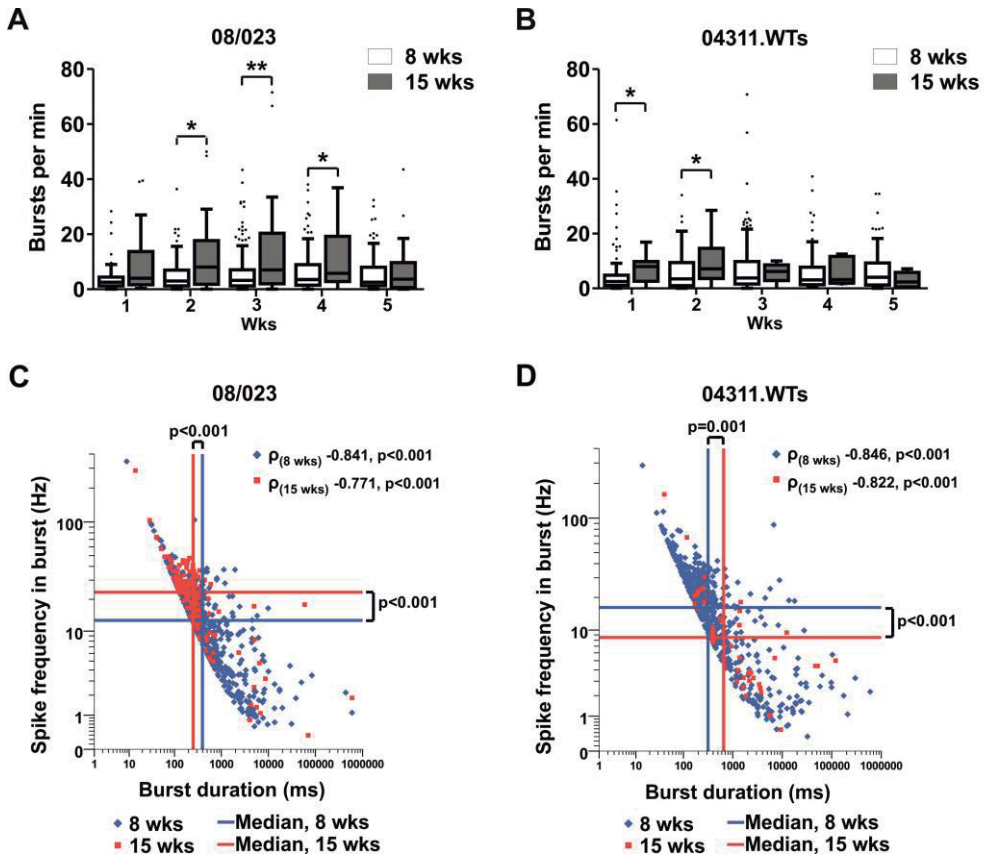 A
08/023
8 wks
15 wks
Bursts per min
80
60
40
20
0
*
**
*
1 2 3 4 5
Wks
B
04311.WTs
8 wks
15 wks
Bursts per min
80
60
40
20
0
*
*
1 2 3 4 5
Wks
C
08/023
p<0.001
ρ(8 wks) -0.841, p<0.001
ρ(15 wks) -0.771, p<0.001
Spike frequency in burst (Hz)
100
10
1
0
p<0.001
1 10 100 1000 10000 1000000
Burst duration (ms)
8 wks
Median, 8 wks
15 wks
Median, 15 wks
D
04311.WTs
p=0.001
ρ(8 wks) -0.846, p<0.001
ρ(15 wks) -0.822, p<0.001
Spike frequency in burst (Hz)
100
10
1
0
p<0.001
1 10 100 1000 10000 1000000
Burst duration (ms)
8 wks
Median, 8 wks
15 wks
Median, 15 wks